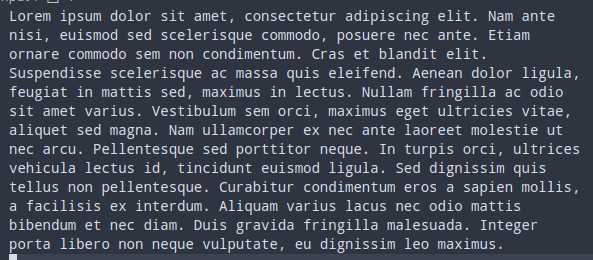 Lorem ipsum dolor sit amet, consectetur adipiscing elit. Nam ante
nisi, euismod sed scelerisque commodo, posuere nec ante. Etiam
ornare commodo sem non condimentum. Cras et blandit elit.
Suspendisse scelerisque ac massa quis eleifend. Aenean dolor ligula,
feugiat in mattis sed, maximus in lectus. Nullam fringilla ac odio
sit amet varius. Vestibulum sem orci, maximus eget ultricies vitae,
aliquet sed magna. Nam ullamcorper ex nec ante laoreet molestie ut
nec arcu. Pellentesque sed porttitor neque. In turpis orci, ultrices
vehicula lectus id, tincidunt euismod ligula. Sed dignissim quis
tellus non pellentesque. Curabitur condimentum eros a sapien mollis,
a facilisis ex interdum. Aliquam varius lacus nec odio mattis
bibendum et nec diam. Duis gravida fringilla malesuada. Integer
porta libero non neque vulputate, eu dignissim leo maximus.